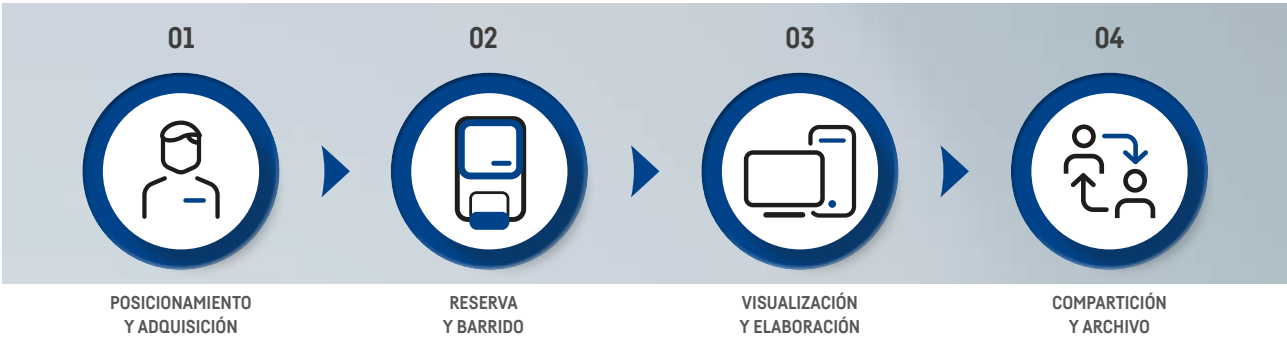 01
02
03
04
POSICIONAMIENTO
Y ADQUISICIÓN
RESERVA
Y BARRIDO
VISUALIZACIÓN
Y ELABORACIÓN
COMPARTICIÓN
Y ARCHIVO